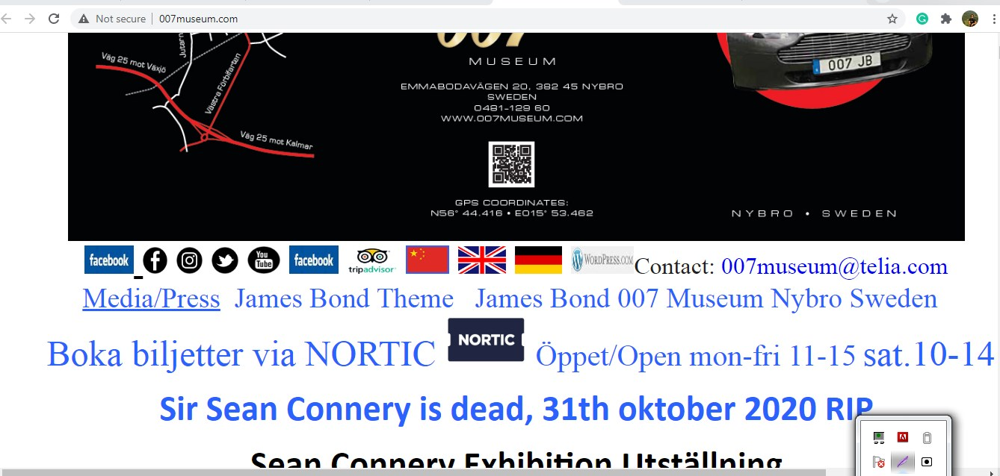 Not secure | 007museum.com
Jutarn
Väg 25 mot Växjö
Västra Förbifarten
Väg 25 mot Kalmar
007
MUSEUM
EMMABODAVÄGEN 20, 382 45 NYBRO
SWEDEN
0481-129 60
WWW.007MUSEUM.COM
GPS COORDINATES:
N56° 44.416 • E015° 53.462
007 JB
NYBRO • SWEDEN
facebook You Tube facebook tripadvisor WORDPRESS.COM Contact: 007museum@telia.com
Media/Press James Bond Theme James Bond 007 Museum Nybro Sweden
Boka biljetter via NORTIC NORTIC Öppet/Open mon-fri 11-15 sat.10-14
Sir Sean Connery is dead, 31th oktober 2020 RIP
Sean Connery Exhibition Utställning